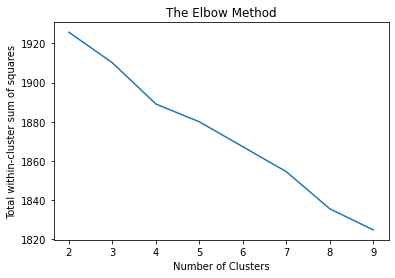 The Elbow Method
Total within-cluster sum of squares
1920
1900
1880
1860
1840
1820
2 3 4 5 6 7 8 9
Number of Clusters